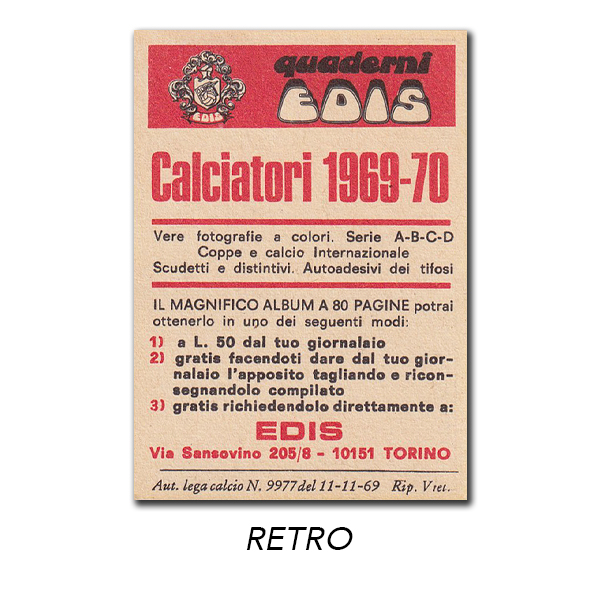 quaderni
EDIS
EDIS
Calciatori 1969-70
Vere fotografie a colori. Serie A-B-C-D
Coppe e calcio Internazionale
Scudetti e distintivi. Autoadesivi dei tifosi
IL MAGNIFICO ALBUM A 80 PAGINE potrai
ottenerlo in uno dei seguenti modi:
1) a L. 50 dal tuo giornalaio
2) gratis facendoti dare dal tuo gior-
nalaio l'apposito tagliando e ricon-
segnandolo compilato
3) gratis richiedendolo direttamente a:
EDIS
Via Sansovino 205/8 - 10151 TORINO
Aut. lega calcio N. 9977 del 11-11-69 Rip. Viet.
RETRO